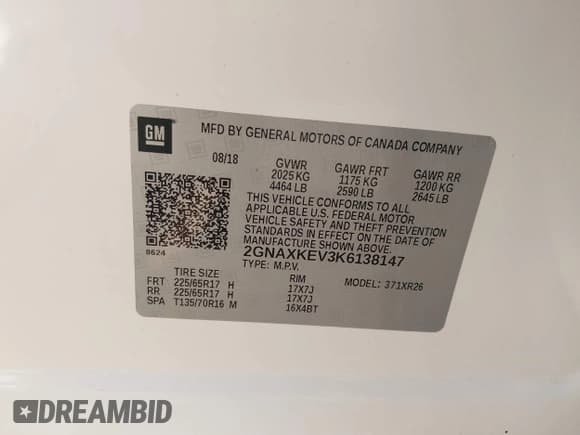 GM
MFD BY GENERAL MOTORS OF CANADA COMPANY
08/18 GVWR GAWR FRT GAWR RR
2025 KG 1175 KG 1200 KG
4464 LB 2590 LB 2645 LB
THIS VEHICLE CONFORMS TO ALL
APPLICABLE U.S. FEDERAL MOTOR
VEHICLE SAFETY AND THEFT PREVENTION
STANDARDS IN EFFECT ON THE DATE OF
MANUFACTURE SHOWN ABOVE.
8624 2GNAXKEV3K6138147
TYPE: M.P.V. MODEL: 371XR26
TIRE SIZE RIM
FRT 225/65R17 H 17X7J
RR 225/65R17 H 17X7J
SPA T135/70R16 M 16X4BT
DREAMBID